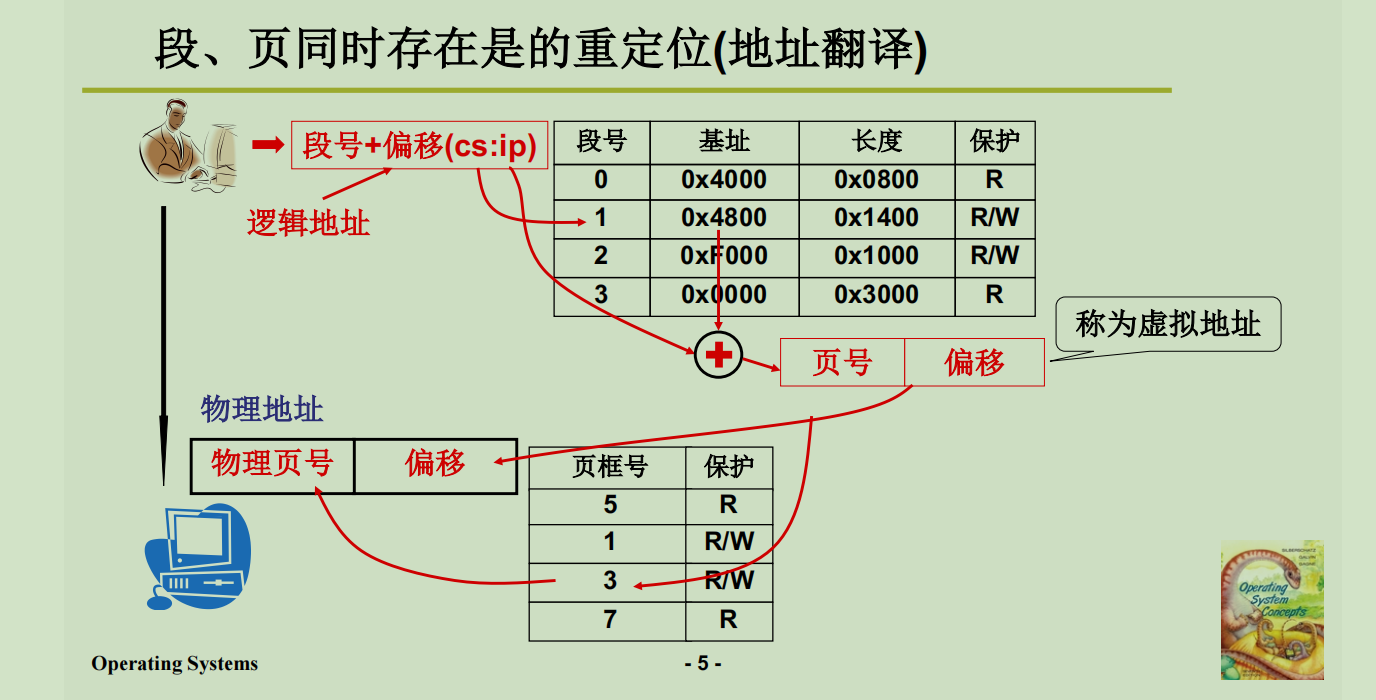 段、页同时存在是的重定位(地址翻译)
段号+偏移(cs:ip)
逻辑地址
段号 基址 长度 保护
0 0x4000 0x0800 R
1 0x4800 0x1400 R/W
2 0xF000 0x1000 R/W
3 0x0000 0x3000 R
称为虚拟地址
页号 偏移
物理地址
物理页号 偏移
页框号 保护
5 R
1 R/W
3 R/W
7 R
SILBERSCHATZ
GALVIN
GAGNE
Operating
System
Concepts
Operating Systems
- 5 -